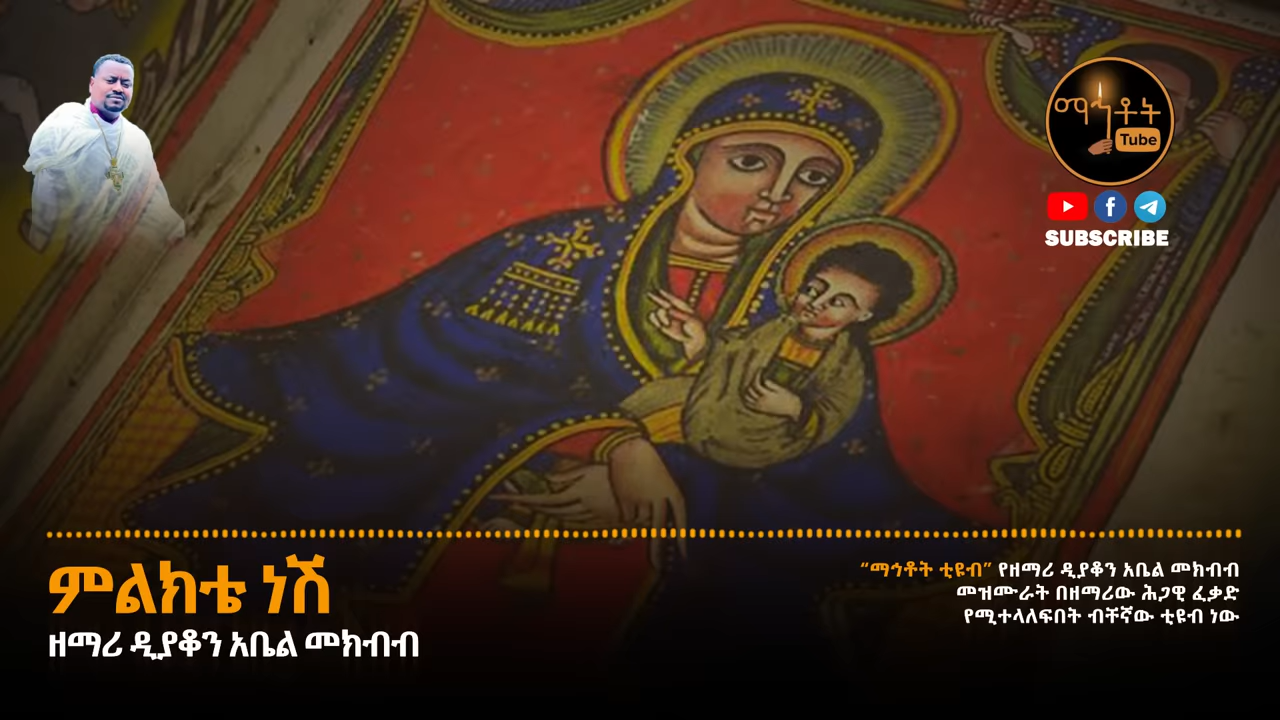 ማኅቶት
Tube
SUBSCRIBE
ምልክቴ ነሽ
ዘማሪ ዲያቆን አቤል መክብብ
“ማኅቶት ቲዩብ” የዘማሪ ዲያቆን አቤል መክብብ
መዝሙራት በዘማሪው ሕጋዊ ፈቃድ
የሚተላለፍበት ብቸኛው ቲዩብ ነው